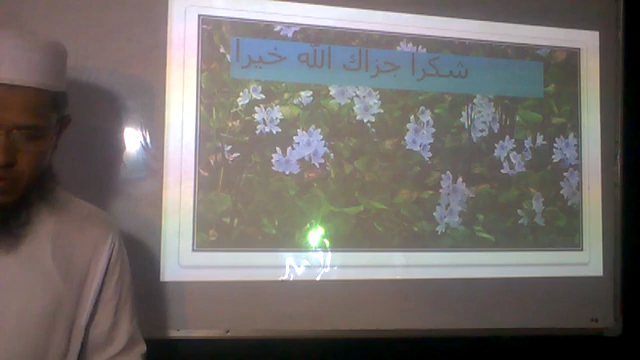 شكرا جزاك الله خيرا